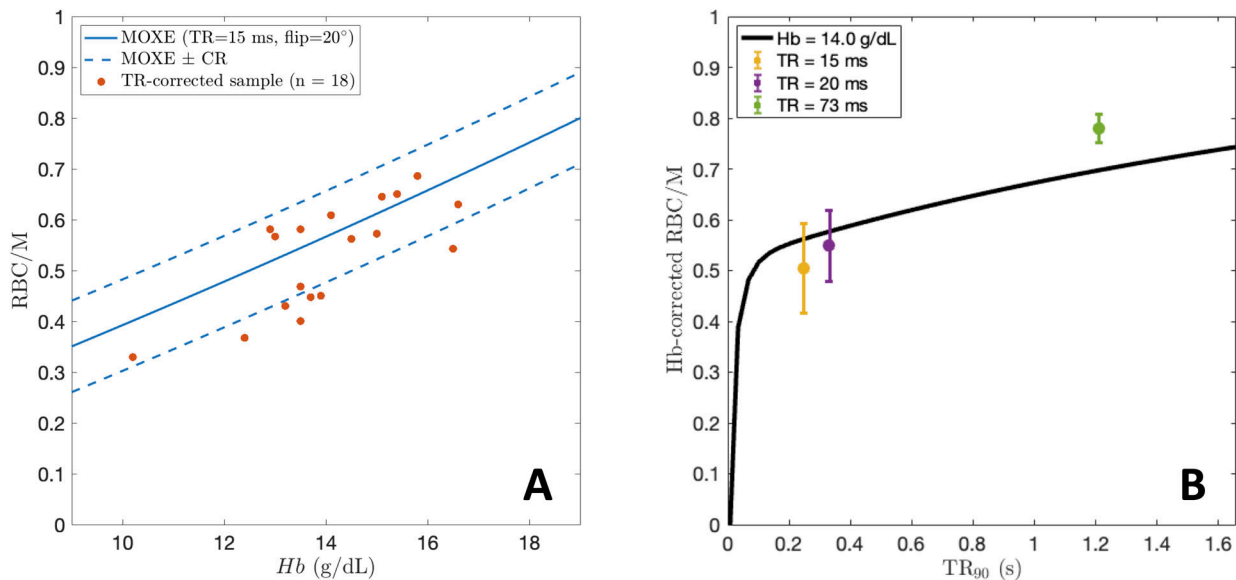 1
0.9
0.8
0.7
0.6
0.5
0.4
0.3
0.2
0.1
0
RBC/M
MOXE (TR=15 ms, flip=20°)
MOXE ± CR
TR-corrected sample (n = 18)
A
10 12 14 16 18
Hb (g/dL)
1
0.9
0.8
0.7
0.6
0.5
0.4
0.3
0.2
0.1
0
Hb-corrected RBC/M
Hb = 14.0 g/dL
TR = 15 ms
TR = 20 ms
TR = 73 ms
B
0 0.2 0.4 0.6 0.8 1 1.2 1.4 1.6
TR₉₀ (s)